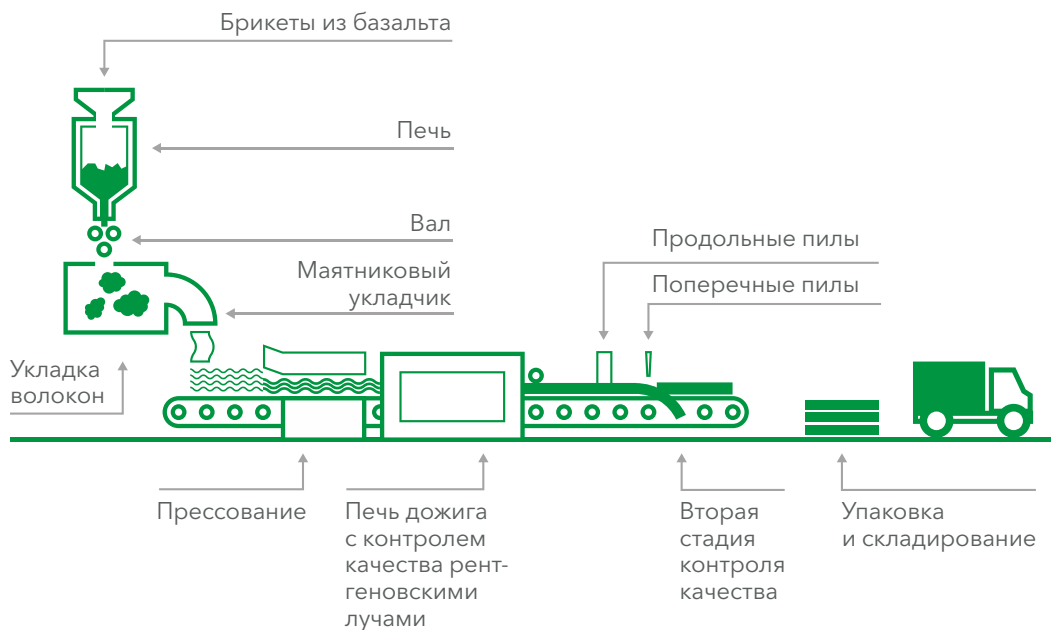 Брикеты из базальта
Печь
Вал
Маятниковый
укладчик
Продольные пилы
Поперечные пилы
Укладка
волокон
Прессование
Печь дожига
с контролем
качества рент-
геновскими
лучами
Вторая
стадия
контроля
качества
Упаковка
и складирование